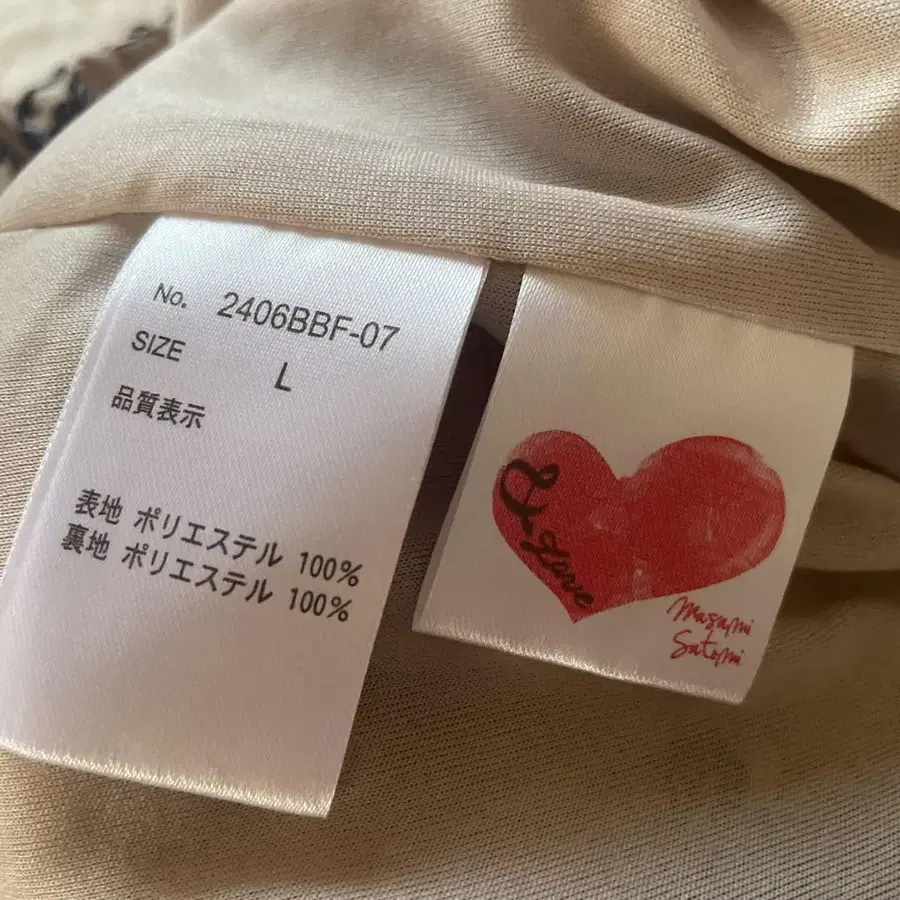 No. 2406BBF-07
SIZE L
品質表示
表地 ポリエステル 100%
裏地 ポリエステル 100%
Love
Masami
Satomi